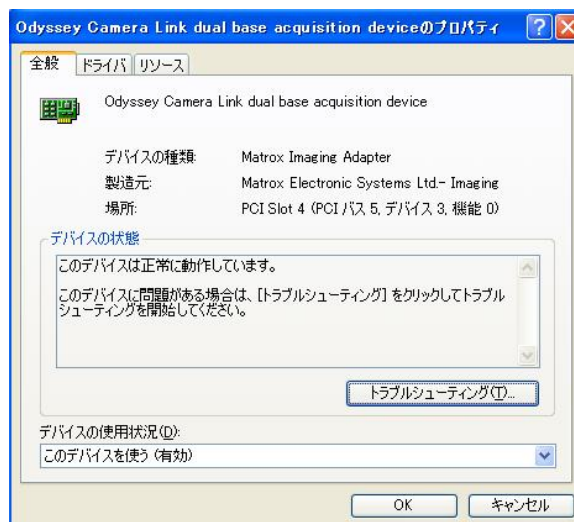 Odyssey Camera Link dual base acquisition deviceのプロパティ
全般 ドライバ リソース
Odyssey Camera Link dual base acquisition device
デバイスの種類: Matrox Imaging Adapter
製造元: Matrox Electronic Systems Ltd.- Imaging
場所: PCI Slot 4 (PCI バス 5, デバイス 3, 機能 0)
デバイスの状態
このデバイスは正常に動作しています。
このデバイスに問題がある場合は、[トラブルシューティング] をクリックしてトラブル
シューティングを開始してください。
トラブルシューティング(T)...
デバイスの使用状況(D):
このデバイスを使う (有効)
OK キャンセル